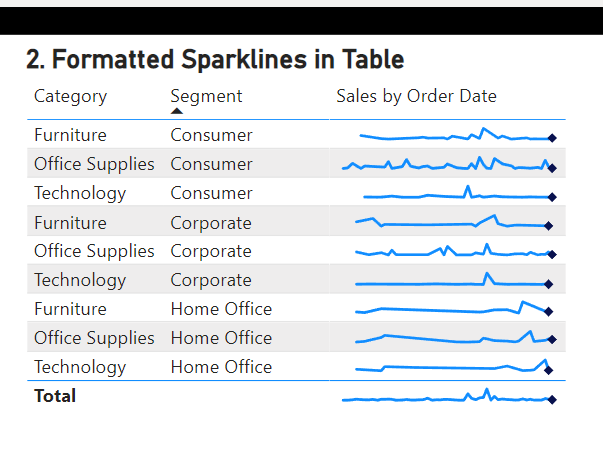 2. Formatted Sparklines in Table
Category Segment Sales by Order Date
Furniture Consumer
Office Supplies Consumer
Technology Consumer
Furniture Corporate
Office Supplies Corporate
Technology Corporate
Furniture Home Office
Office Supplies Home Office
Technology Home Office
Total